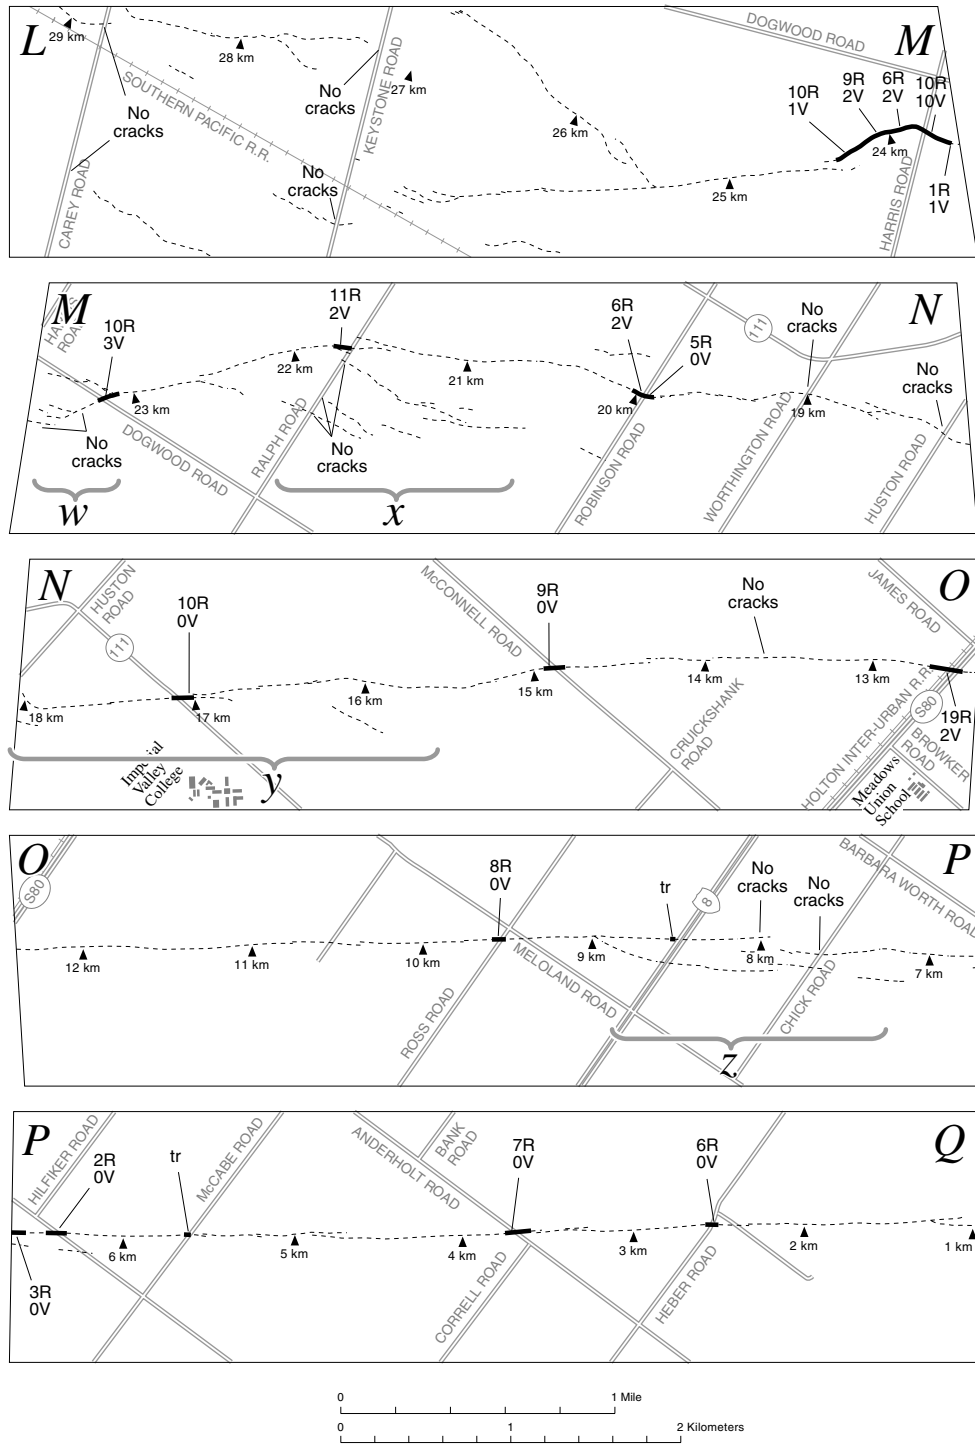 L
M
29 km
28 km
27 km
26 km
25 km
24 km
No
cracks
No
cracks
No
cracks
CAREY ROAD
SOUTHERN PACIFIC R.R.
KEYSTONE ROAD
DOGWOOD ROAD
HARRIS ROAD
10R
1V
9R
2V
6R
2V
10R
10V
1R
1V
M
N
HARRIS
ROAD
10R
3V
11R
2V
6R
2V
5R
0V
111
No
cracks
No
cracks
No
cracks
No
cracks
23 km
22 km
21 km
20 km
19 km
DOGWOOD ROAD
RALPH ROAD
ROBINSON ROAD
WORTHINGTON ROAD
HUSTON ROAD
w
x
N
O
HUSTON
ROAD
111
10R
0V
McCONNELL ROAD
9R
0V
No
cracks
JAMES ROAD
18 km
17 km
16 km
15 km
14 km
13 km
19R
2V
CRUICKSHANK
ROAD
HOLTON INTER-URBAN R.R.
S80
BROWKER
ROAD
Imperial
Valley
College
y
Meadows
Union
School
O
P
S80
8R
0V
tr
8
No
cracks
No
cracks
BARBARA WORTH ROAD
12 km
11 km
10 km
9 km
8 km
7 km
ROSS ROAD
MELOLAND ROAD
CHICK ROAD
z
P
Q
HILFIKER ROAD
2R
0V
tr
McCABE ROAD
ANDERHOLT ROAD
BANK
ROAD
7R
0V
6R
0V
3R
0V
6 km
5 km
4 km
3 km
2 km
1 km
CORRELL ROAD
HEBER ROAD
0
1 Mile
0
1
2 Kilometers